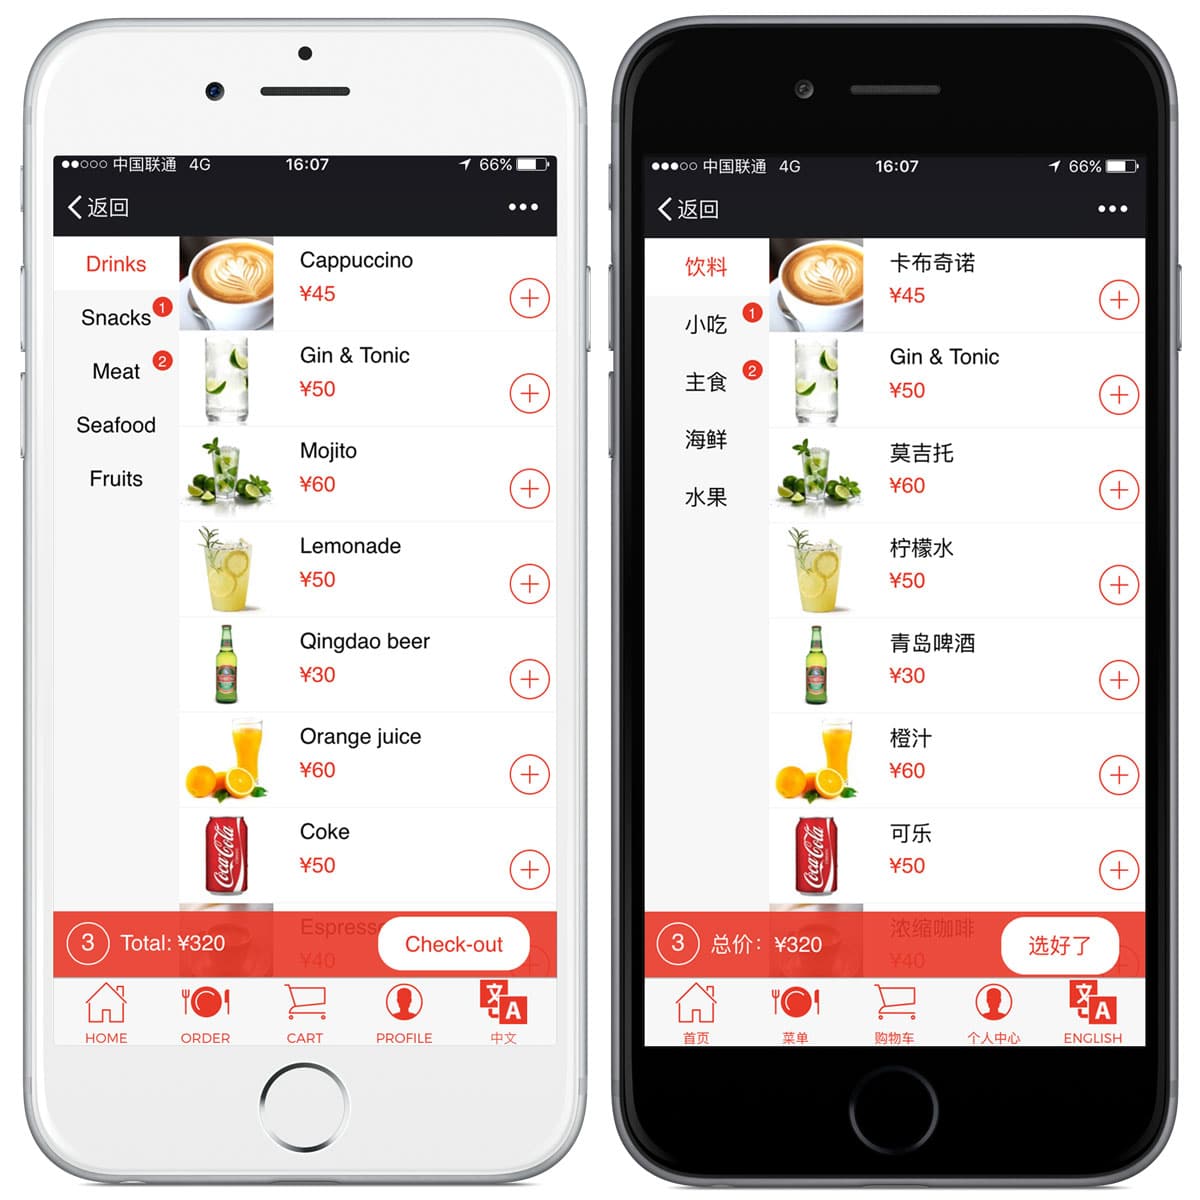 中国联通 4G 16:07 66%
返回
Drinks
Snacks 1
Meat 2
Seafood
Fruits
Cappuccino
¥45
Gin & Tonic
¥50
Mojito
¥60
Lemonade
¥50
Qingdao beer
¥30
Orange juice
¥60
Coke
Coca-Cola
¥50
Espresso
¥40
3 Total: ¥320 Check-out
HOME ORDER CART PROFILE 文 A 中文
中国联通 4G 16:07 66%
返回
饮料
小吃 1
主食 2
海鲜
水果
卡布奇诺
¥45
Gin & Tonic
¥50
莫吉托
¥60
柠檬水
¥50
青岛啤酒
¥30
橙汁
¥60
可乐
Coca-Cola
¥50
浓缩咖啡
¥40
3 总价: ¥320 选好了
首页 菜单 购物车 个人中心 文 A ENGLISH